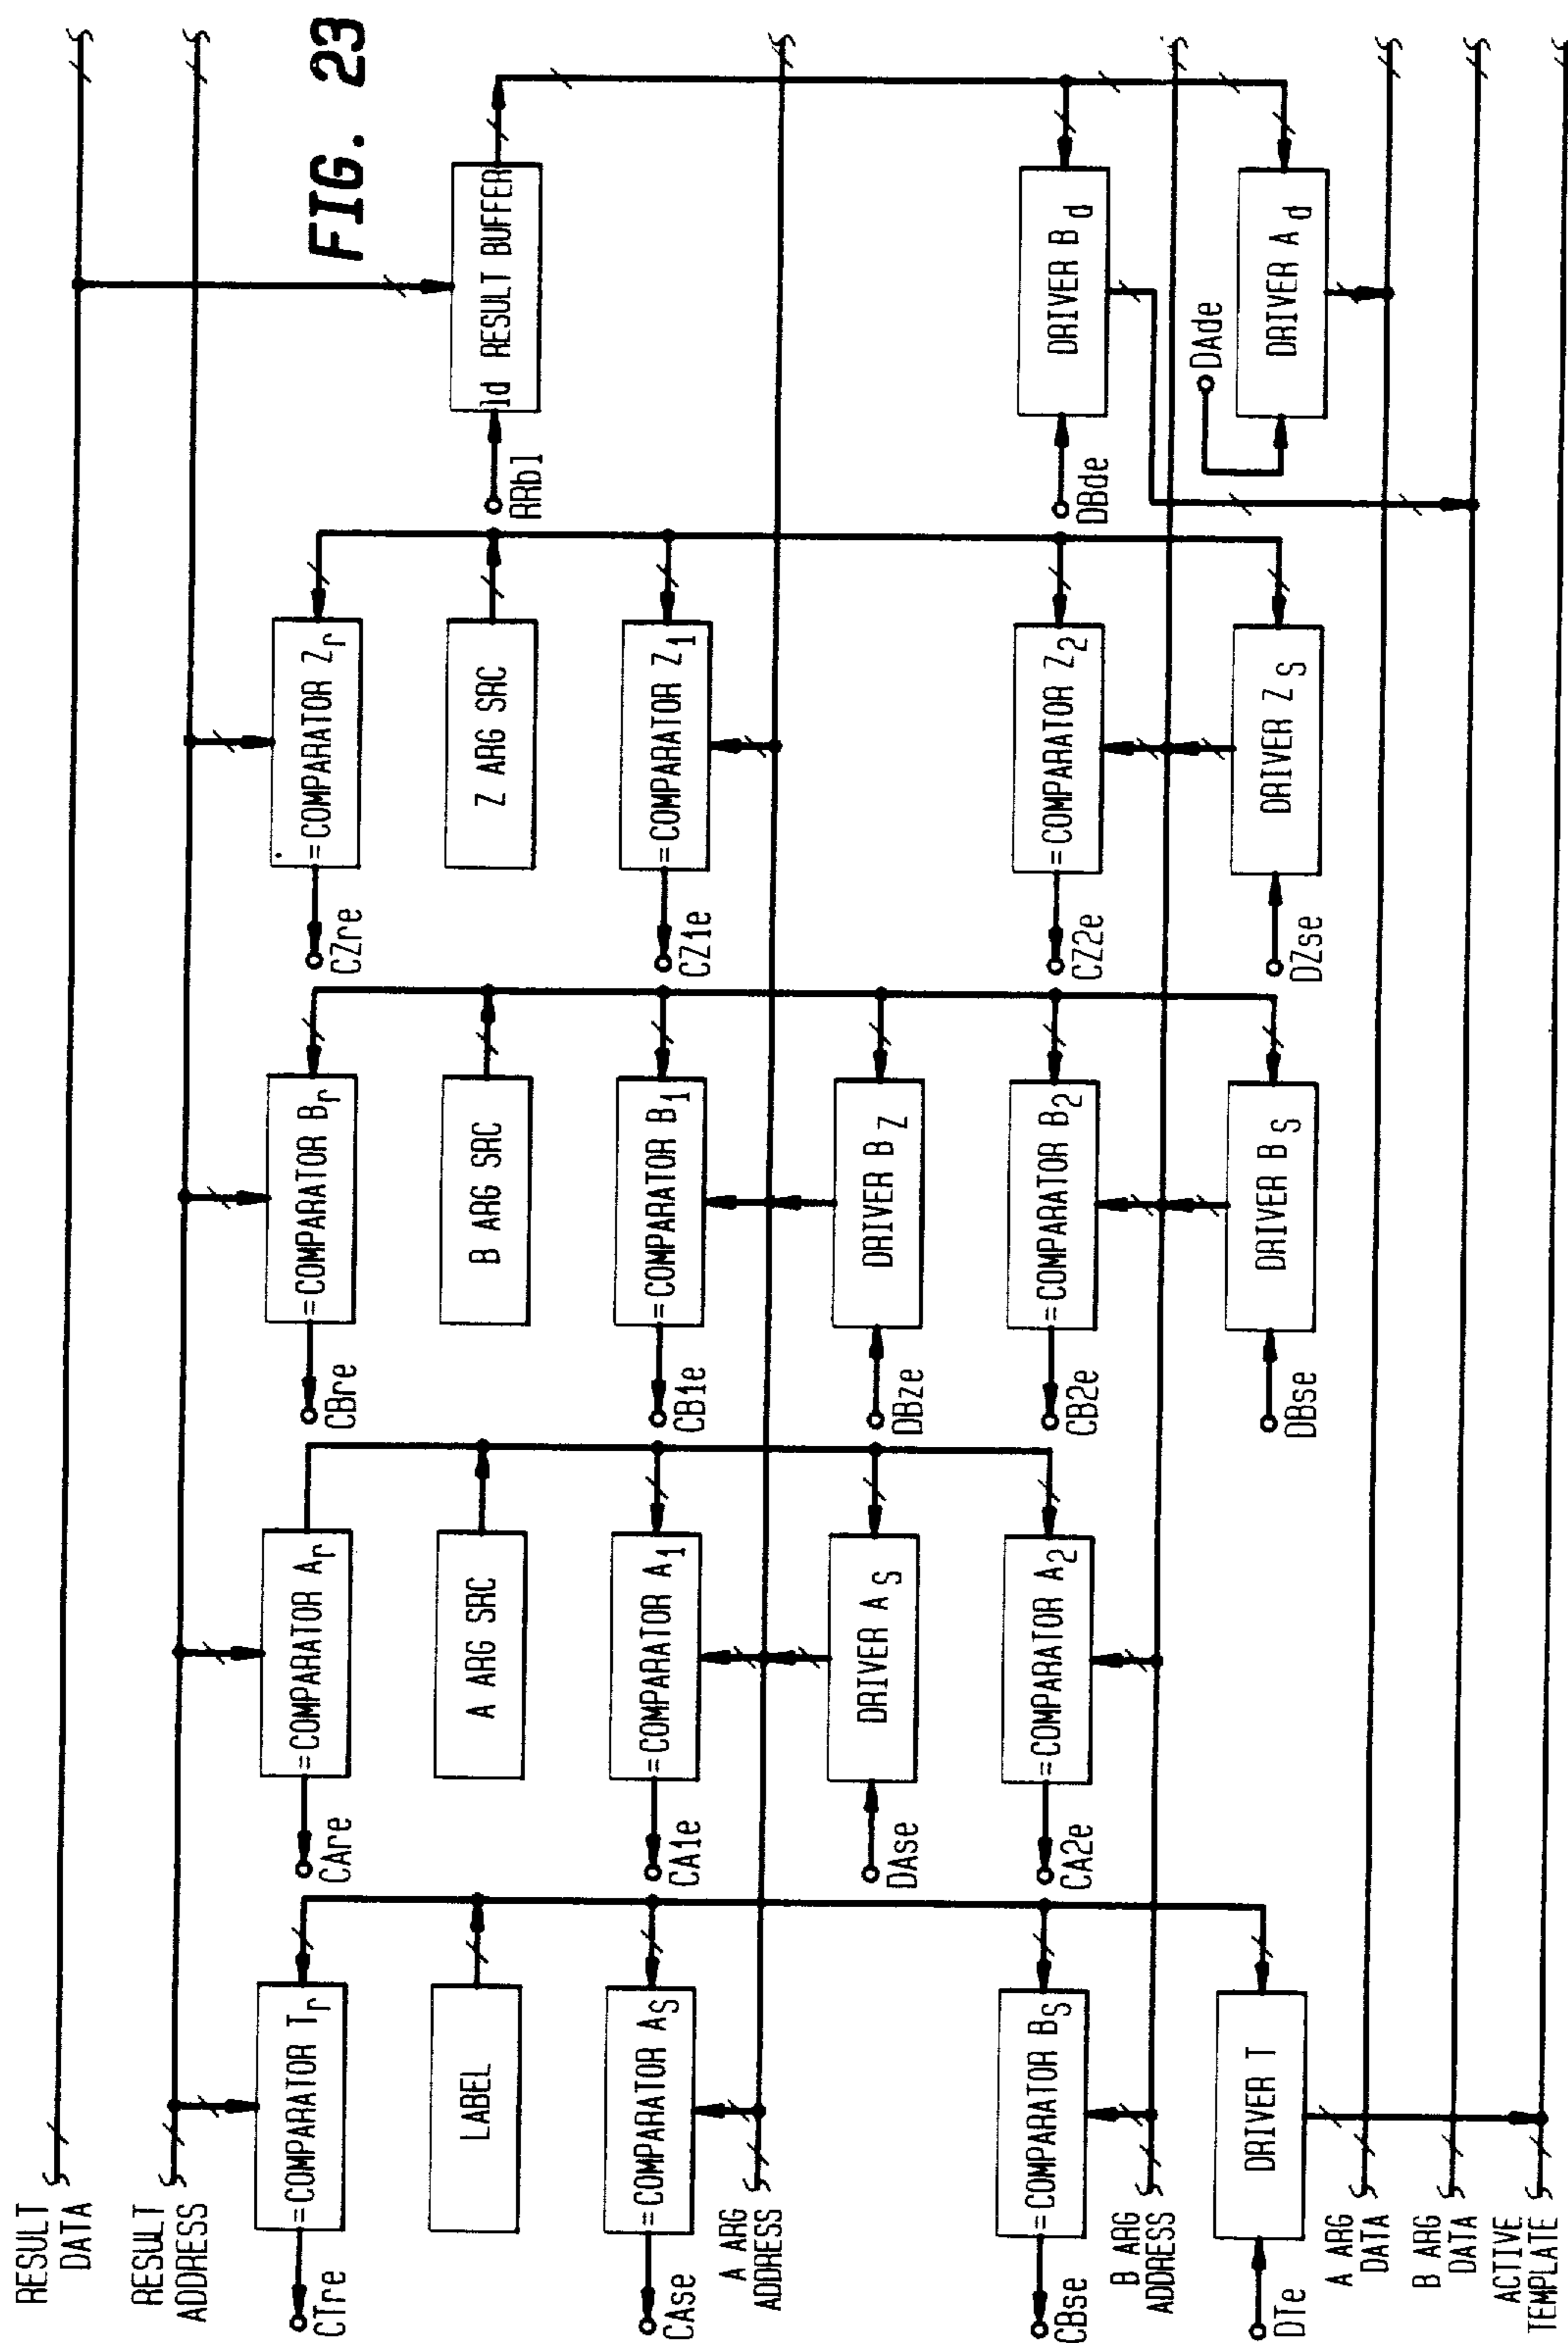 FIG. 23
RESULT
DATA
RESULT
ADDRESS
=COMPARATOR Tr
CTre
LABEL
=COMPARATOR AS
CAse
A ARG
ADDRESS
=COMPARATOR BS
CBse
B ARG
ADDRESS
DRIVER T
DTe
A ARG
DATA
B ARG
DATA
ACTIVE
TEMPLATE
=COMPARATOR Ar
CAre
A ARG SRC
=COMPARATOR A1
CA1e
DRIVER AS
DAse
=COMPARATOR A2
CA2e
=COMPARATOR Br
CBre
B ARG SRC
=COMPARATOR B1
CB1e
DRIVER BZ
DBze
=COMPARATOR B2
CB2e
DRIVER BS
DBse
=COMPARATOR Zr
CZre
Z ARG SRC
=COMPARATOR Z1
CZ1e
=COMPARATOR Z2
CZ2e
DRIVER ZS
DZse
ld RESULT BUFFER
RRbl
DRIVER Bd
DBde
DRIVER Ad
DAde